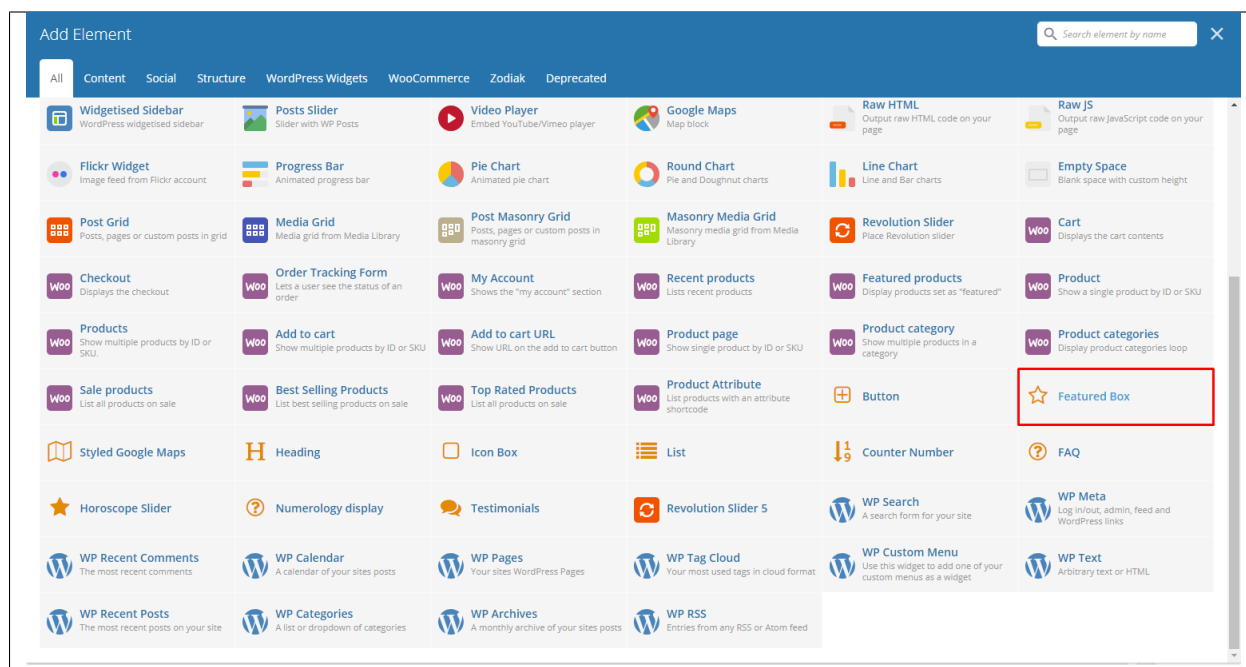 Add Element
Search element by name
All Content Social Structure WordPress Widgets WooCommerce Zodiak Deprecated
Widgetised Sidebar
WordPress widgetised sidebar
Posts Slider
Slider with WP Posts
Video Player
Embed YouTube/Vimeo player
Google Maps
Map block
Raw HTML
Output raw HTML code on your
page
Raw JS
Output raw JavaScript code on your
page
Flickr Widget
Image feed from Flickr account
Progress Bar
Animated progress bar
Pie Chart
Animated pie chart
Round Chart
Pie and Doughnut charts
Line Chart
Line and Bar charts
Empty Space
Blank space with custom height
Post Grid
Posts, pages or custom posts in grid
Media Grid
Media grid from Media Library
Post Masonry Grid
Posts, pages or custom posts in
masonry grid
Masonry Media Grid
Masonry media grid from Media
Library
Revolution Slider
Place Revolution slider
Woo
Cart
Displays the cart contents
Woo
Checkout
Displays the checkout
Woo
Order Tracking Form
Lets a user see the status of an
order
Woo
My Account
Shows the "my account" section
Woo
Recent products
Lists recent products
Woo
Featured products
Display products set as "featured"
Woo
Product
Show a single product by ID or SKU
Woo
Products
Show multiple products by ID or
SKU.
Woo
Add to cart
Show multiple products by ID or SKU
Woo
Add to cart URL
Show URL on the add to cart button
Woo
Product page
Show single product by ID or SKU
Woo
Product category
Show multiple products in a
category
Woo
Product categories
Display product categories loop
Woo
Sale products
List all products on sale
Woo
Best Selling Products
List best selling products on sale
Woo
Top Rated Products
List all products on sale
Woo
Product Attribute
List products with an attribute
shortcode
Button
Featured Box
Styled Google Maps
H Heading
Icon Box
List
1
9
Counter Number
? FAQ
Horoscope Slider
? Numerology display
Testimonials
Revolution Slider 5
WP Search
A search form for your site
WP Meta
Log in/out, admin, feed and
WordPress links
WP Recent Comments
The most recent comments
WP Calendar
A calendar of your sites posts
WP Pages
Your sites WordPress Pages
WP Tag Cloud
Your most used tags in cloud format
WP Custom Menu
Use this widget to add one of your
custom menus as a widget
WP Text
Arbitrary text or HTML
WP Recent Posts
The most recent posts on your site
WP Categories
A list or dropdown of categories
WP Archives
A monthly archive of your sites posts
WP RSS
Entries from any RSS or Atom feed